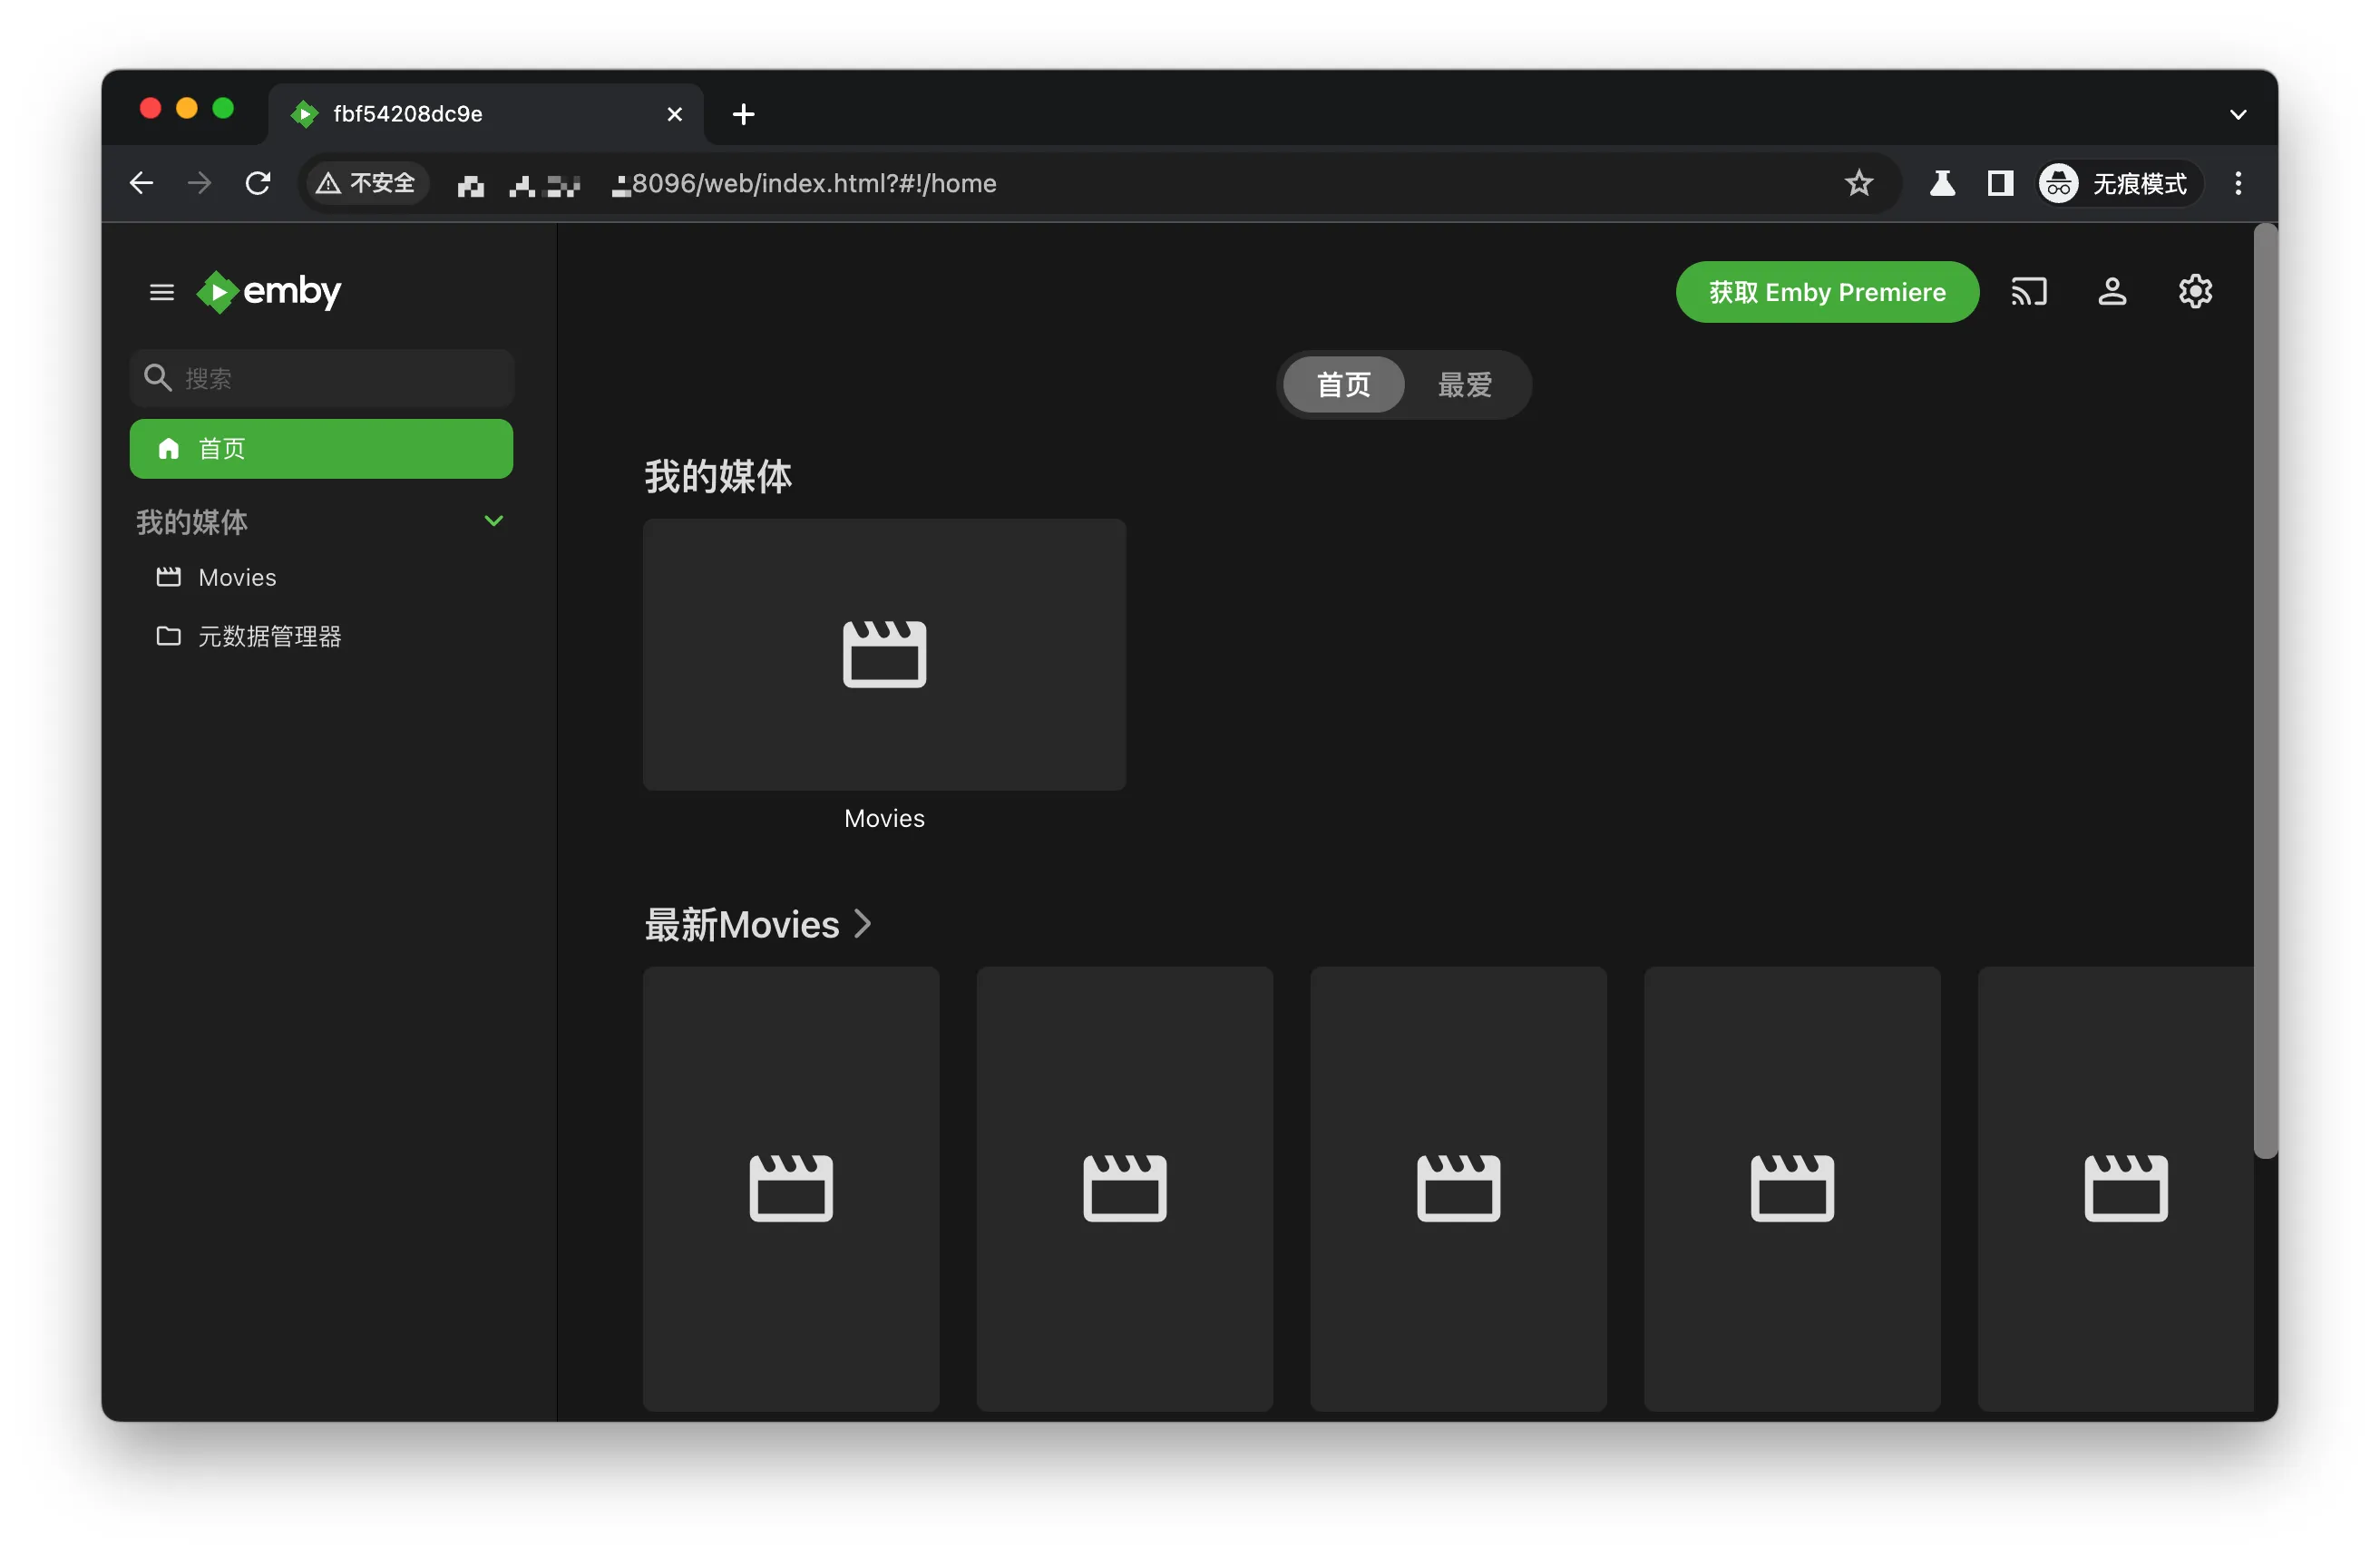 fbf54208dc9e
不安全
8096/web/index.html?#!/home
无痕模式
emby
获取 Emby Premiere
搜索
首页 最爱
首页
我的媒体
我的媒体
Movies
元数据管理器
Movies
最新Movies